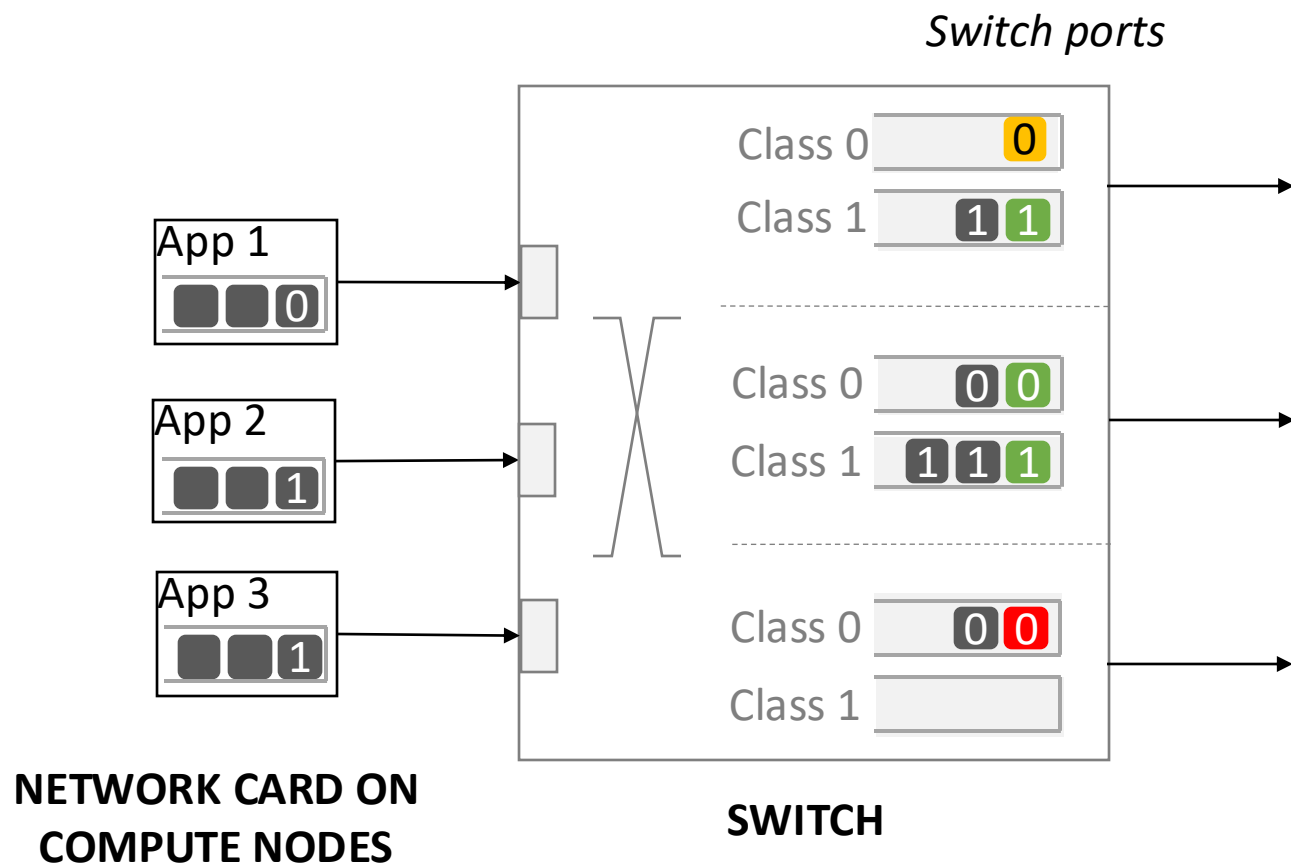 Switch ports
Class 0
0
Class 1
1 1
App 1
0
Class 0
0 0
App 2
1
Class 1
1 1 1
App 3
1
Class 0
0 0
Class 1
NETWORK CARD ON
COMPUTE NODES
SWITCH